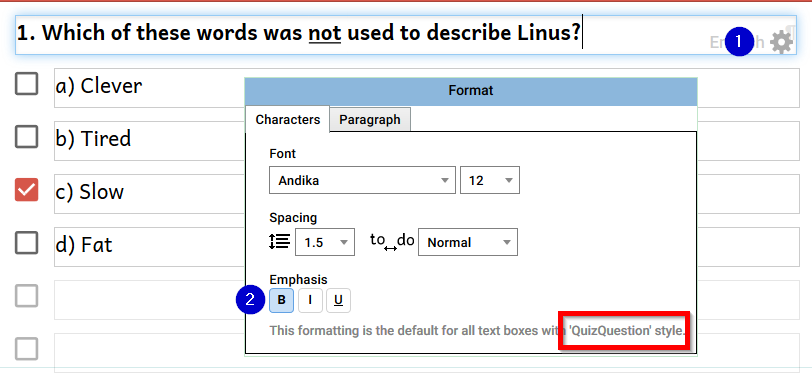 1. Which of these words was not used to describe Linus?
1
a) Clever
b) Tired
c) Slow
d) Fat
Format
Characters Paragraph
Font
Andika 12
Spacing
1.5 to do Normal
Emphasis
2 B I U
This formatting is the default for all text boxes with 'QuizQuestion' style.